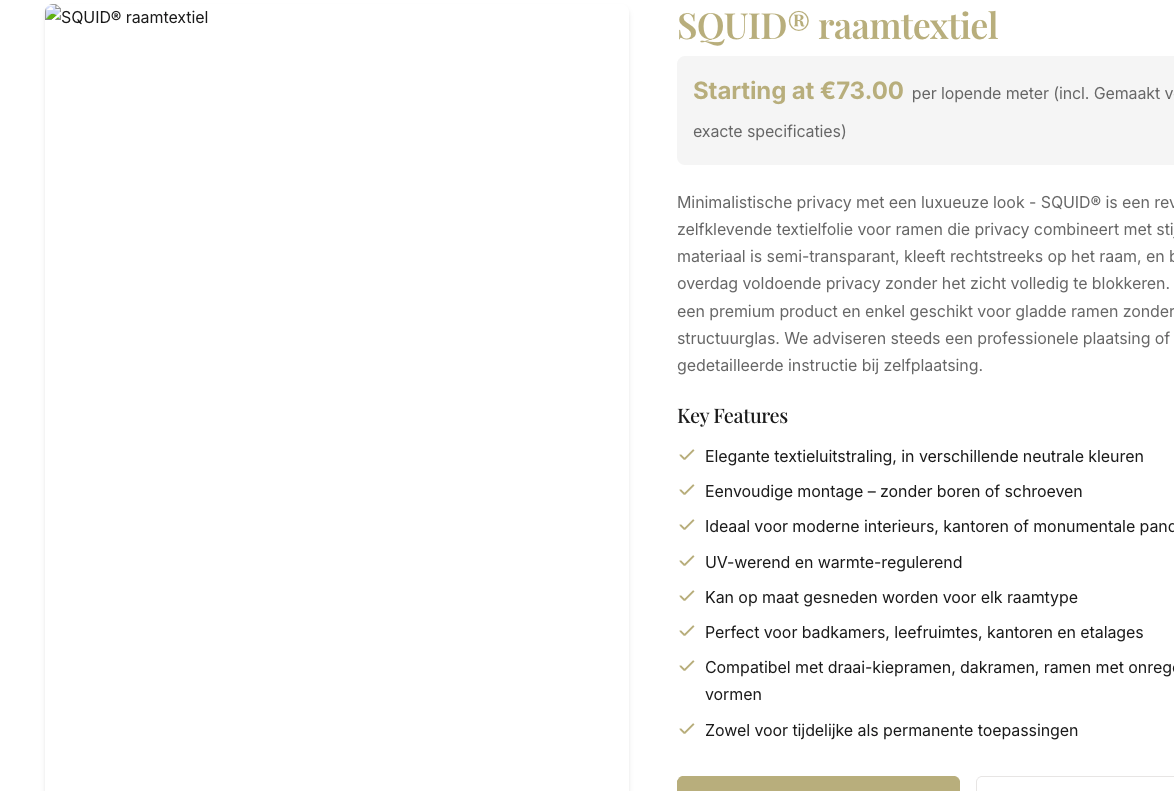 SQUID® raamtextiel
SQUID® raamtextiel
Starting at €73.00 per lopende meter (incl. Gemaakt
exacte specificaties)
Minimalistische privacy met een luxueuze look - SQUID® is een
zelfklevende textielfolie voor ramen die privacy combineert met
materiaal is semi-transparant, kleeft rechtstreeks op het raam, en
overdag voldoende privacy zonder het zicht volledig te blokkeren.
een premium product en enkel geschikt voor gladde ramen zonder
structuurglas. We adviseren steeds een professionele plaatsing of
gedetailleerde instructie bij zelfplaatsing.
Key Features
Elegante textieluitstraling, in verschillende neutrale kleuren
Eenvoudige montage – zonder boren of schroeven
Ideaal voor moderne interieurs, kantoren of monumentale
UV-werend en warmte-regulerend
Kan op maat gesneden worden voor elk raamtype
Perfect voor badkamers, leefruimtes, kantoren en etalages
Compatibel met draai-kiepramen, dakramen, ramen met
vormen
Zowel voor tijdelijke als permanente toepassingen